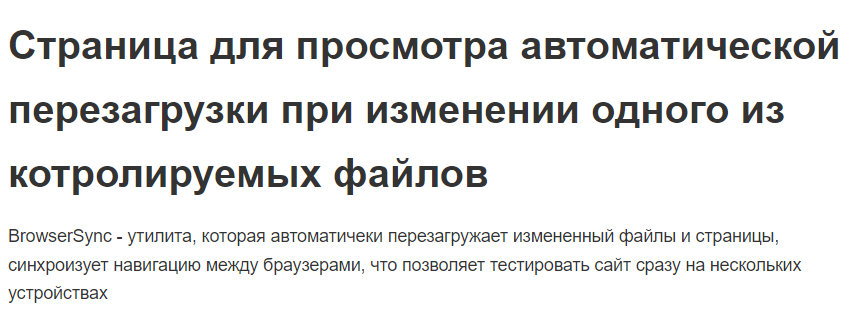 Страница для просмотра автоматической
перезагрузки при изменении одного из
котролируемых файлов
BrowserSync - утилита, которая автоматичеки перезагружает измененный файлы и страницы,
синхроизует навигацию между браузерами, что позволяет тестировать сайт сразу на нескольких
устройствах